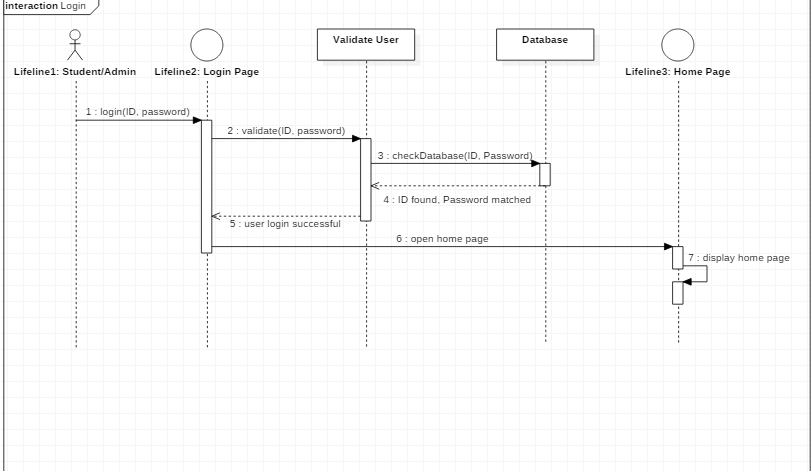 interaction Login
Validate User
Database
Lifeline1: Student/Admin
Lifeline2: Login Page
Lifeline3: Home Page
1 : login(ID, password)
2 : validate(ID, password)
3 : checkDatabase(ID, Password)
4 : ID found, Password matched
5 : user login successful
6 : open home page
7 : display home page